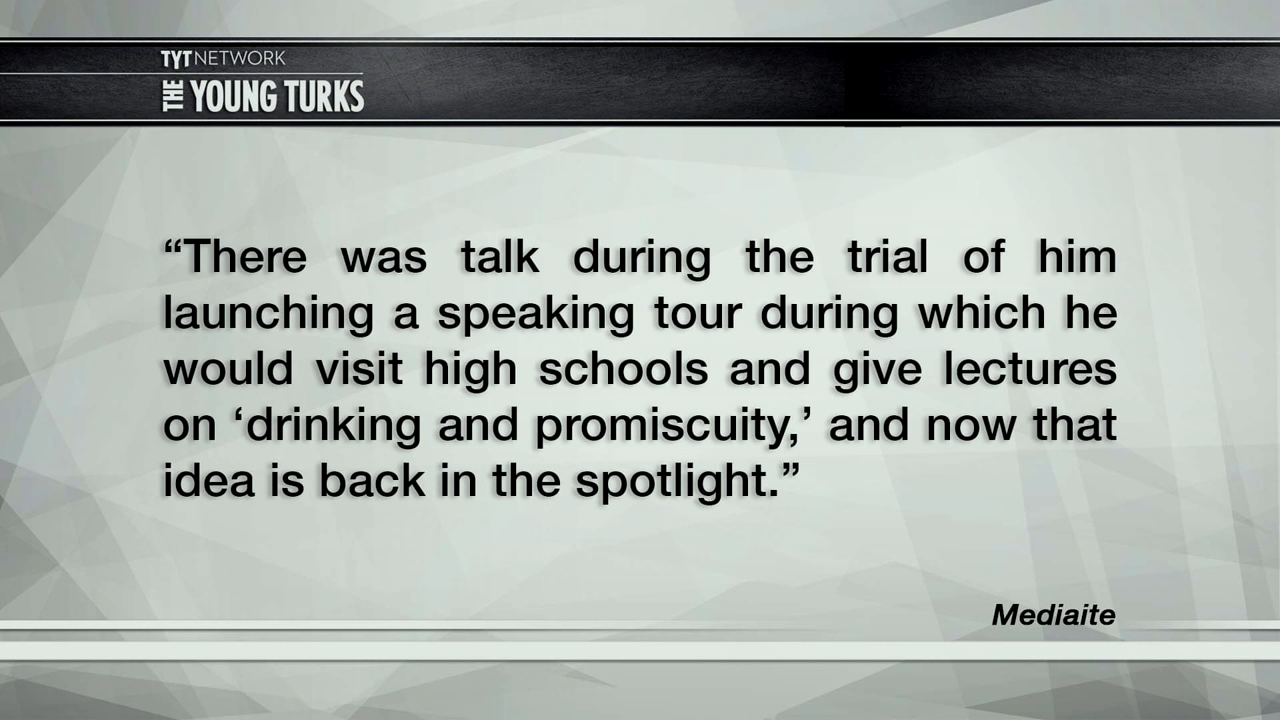 TYT NETWORK
THE YOUNG TURKS
“There was talk during the trial of him
launching a speaking tour during which he
would visit high schools and give lectures
on ‘drinking and promiscuity,’ and now that
idea is back in the spotlight.”
Mediaite